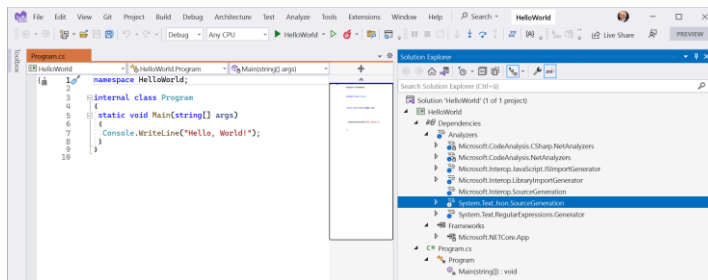 File Edit View Git Project Build Debug Architecture Test Analyze Tools Extensions Window Help Search HelloWorld
Debug Any CPU HelloWorld Live Share PREVIEW
Toolbox
Program.cs
HelloWorld HelloWorld.Program Main(string[] args)
1 namespace HelloWorld;
2
3 internal class Program
4 {
5 static void Main(string[] args)
6 {
7 Console.WriteLine("Hello, World!");
8 }
9 }
10
Solution Explorer
Search Solution Explorer (Ctrl+ü)
Solution 'HelloWorld' (1 of 1 project)
HelloWorld
Dependencies
Analyzers
Microsoft.CodeAnalysis.CSharp.NetAnalyzers
Microsoft.CodeAnalysis.NetAnalyzers
Microsoft.Interop.JavaScript.JSImportGenerator
Microsoft.Interop.LibraryImportGenerator
Microsoft.Interop.SourceGeneration
System.Text.Json.SourceGeneration
System.Text.RegularExpressions.Generator
Frameworks
Microsoft.NETCore.App
C# Program.cs
Program
Main(string[]) : void